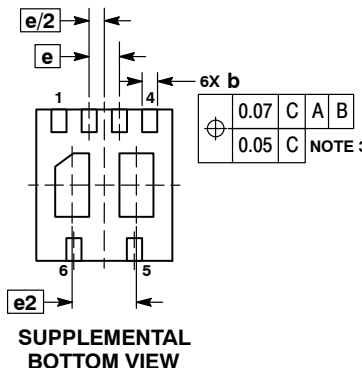 e/2
e
6X b
1
4
0.07 C A B
0.05 C NOTE 3
6
5
e2
SUPPLEMENTAL
BOTTOM VIEW